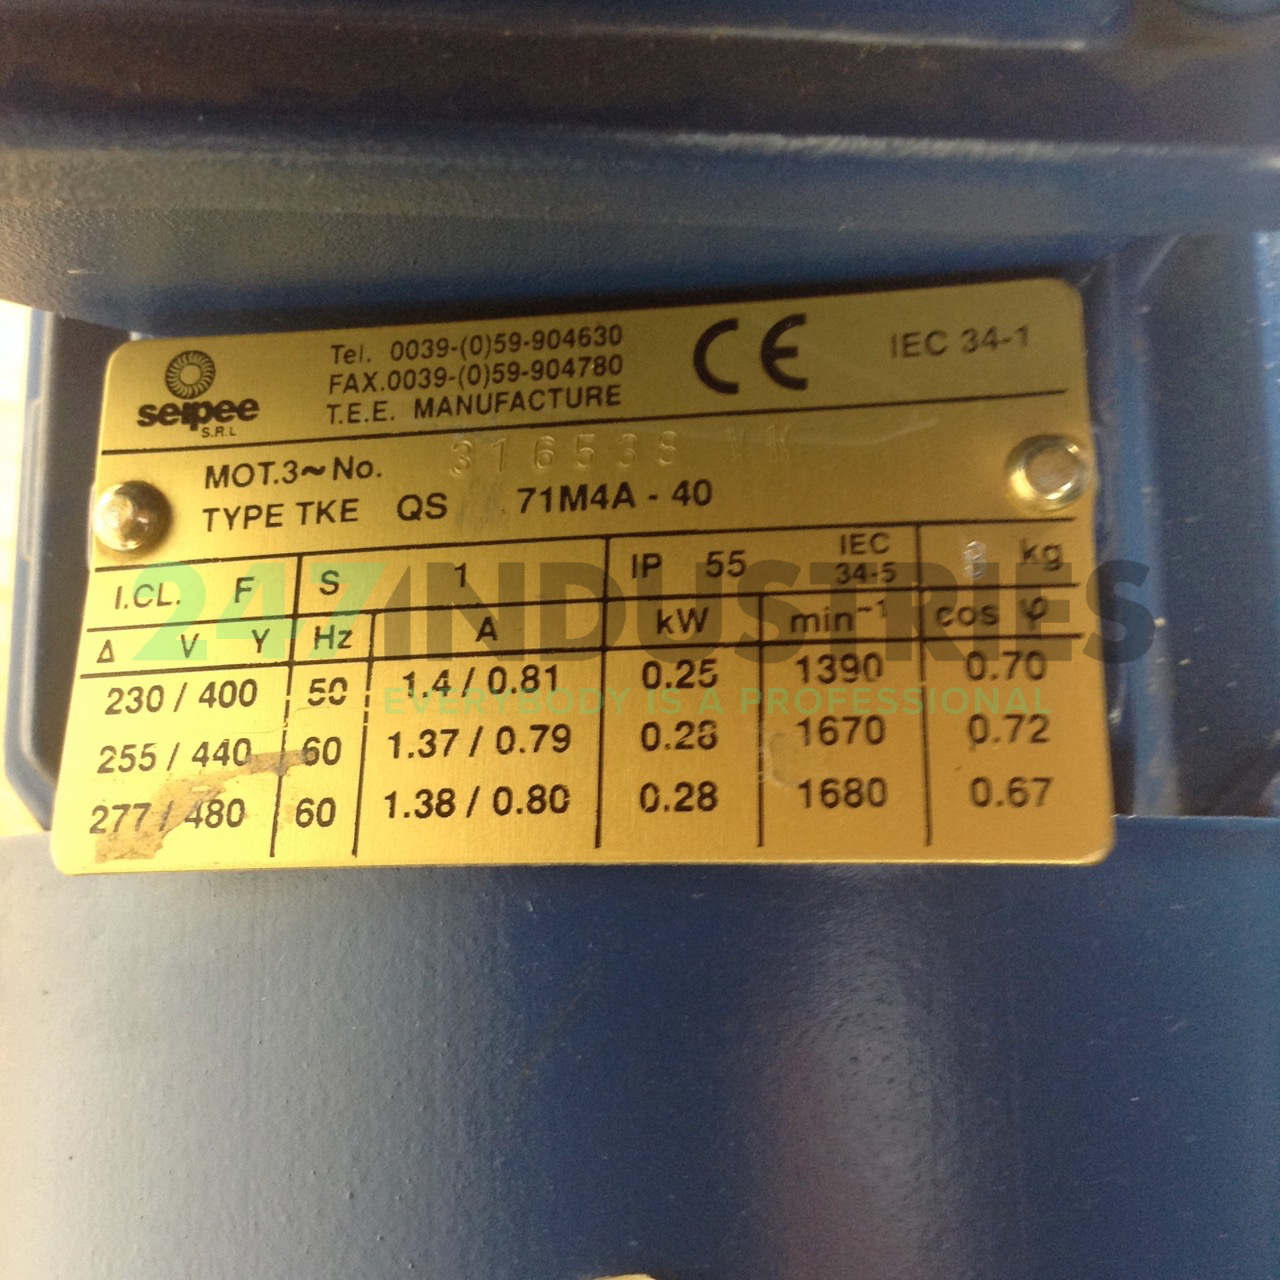 seipee
S.R.L
Tel. 0039-(0)59-904630
FAX.0039-(0)59-904780
T.E.E. MANUFACTURE
CE
IEC 34-1
MOT.3~No. 316538
TYPE TKE QS 71M4A - 40
I.CL. F S 1 IP 55 IEC 34-5 8 kg
Δ V Y Hz A kW min⁻¹ cos φ
230 / 400 50 1.4 / 0.81 0.25 1390 0.70
255 / 440 60 1.37 / 0.79 0.28 1670 0.72
277 / 480 60 1.38 / 0.80 0.28 1680 0.67
247INDUSTRIES
EVERYBODY IS A PROFESSIONAL